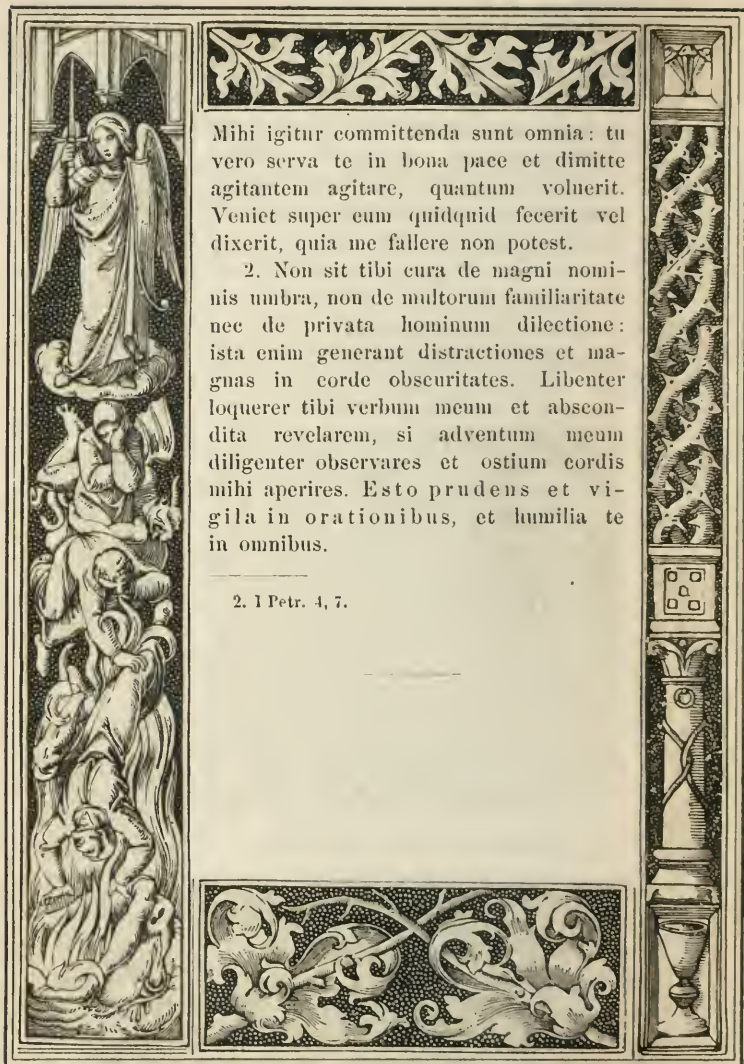 Mihi igitur committenda sunt omnia: tu
vero serva te in bona pace et dimitte
agitantem agitare, quantum voluerit.
Veniet super eum quidquid fecerit vel
dixerit, quia me fallere non potest.
2. Non sit tibi cura de magni nomi-
nis umbra, non de multorum familiaritate
nec de privata hominum dilectione:
ista enim generant distractiones et ma-
gnas in corde obscuritates. Libenter
loquerer tibi verbum meum et abscon-
dita revelarem, si adventum meum
diligenter observares et ostium cordis
mihi aperires. Esto prudens et vi-
gila in orationibus, et humilia te
in omnibus.
2. I Petr. 4, 7.